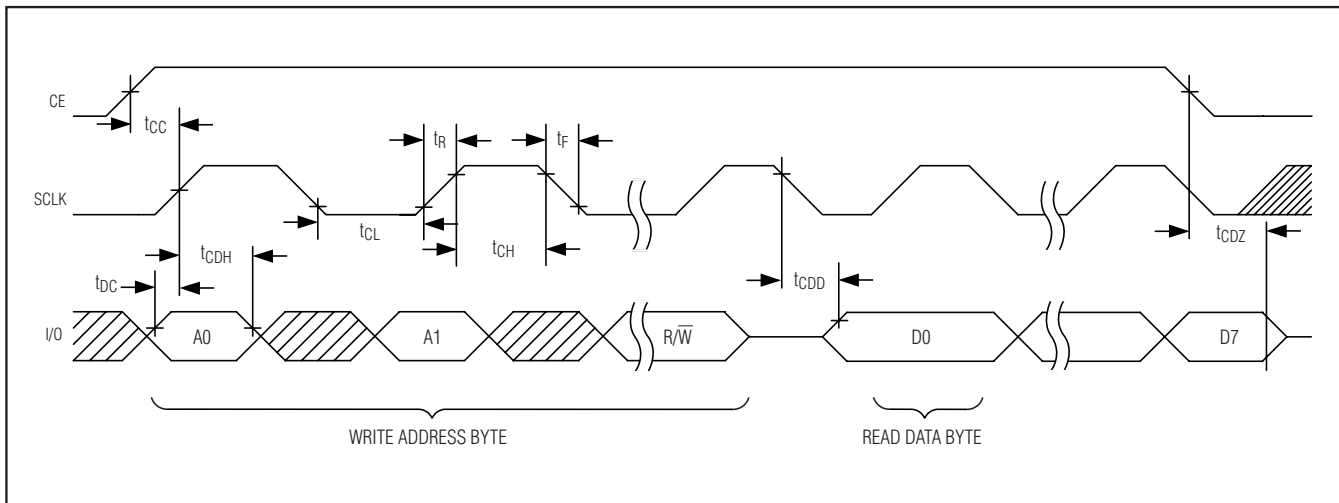 CE
tCC
tR
tF
SCLK
tCL
tCDH
tCH
tCDZ
tDC
tCDD
I/O
A0
A1
R/W̅
D0
D7
WRITE ADDRESS BYTE
READ DATA BYTE